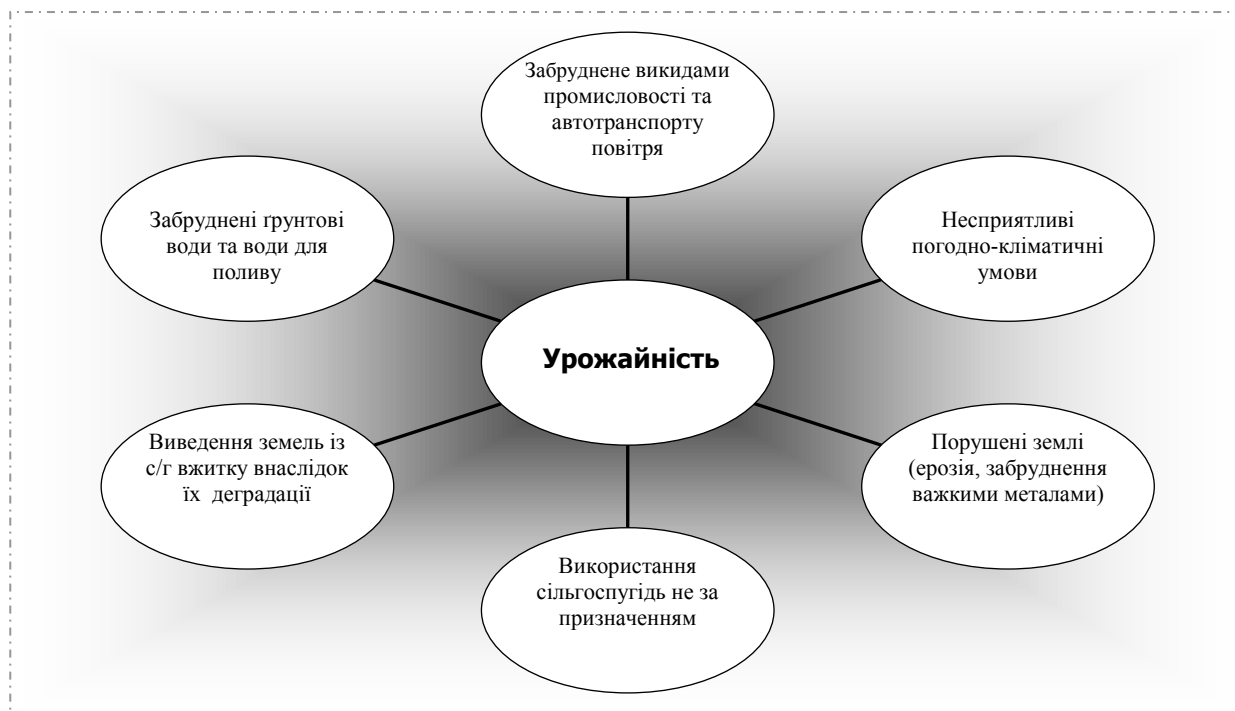 Забруднене викидами
промисловості та
автотранспорту
повітря
Забруднені ґрунтові
води та води для
поливу
Несприятливі
погодно-кліматичні
умови
Урожайність
Виведення земель із
с/г вжитку внаслідок
їх деградації
Порушені землі
(ерозія, забруднення
важкими металами)
Використання
сільгоспугідь не за
призначенням